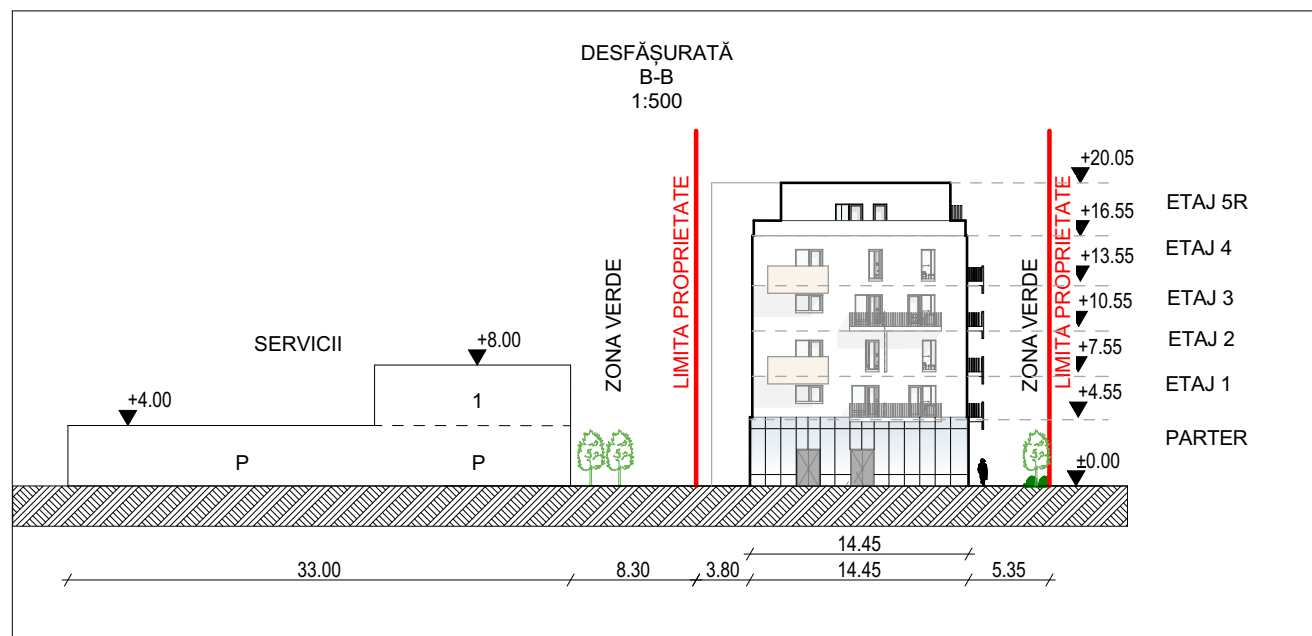 DESFĂȘURATĂ
B-B
1:500
+20.05
ETAJ 5R
+16.55
ETAJ 4
+13.55
ETAJ 3
+10.55
ETAJ 2
+7.55
ETAJ 1
+4.55
PARTER
±0.00
ZONA VERDE
LIMITA PROPRIETATE
ZONA VERDE
LIMITA PROPRIETATE
SERVICII
+8.00
+4.00
1
P
P
14.45
33.00
8.30
3.80
14.45
5.35